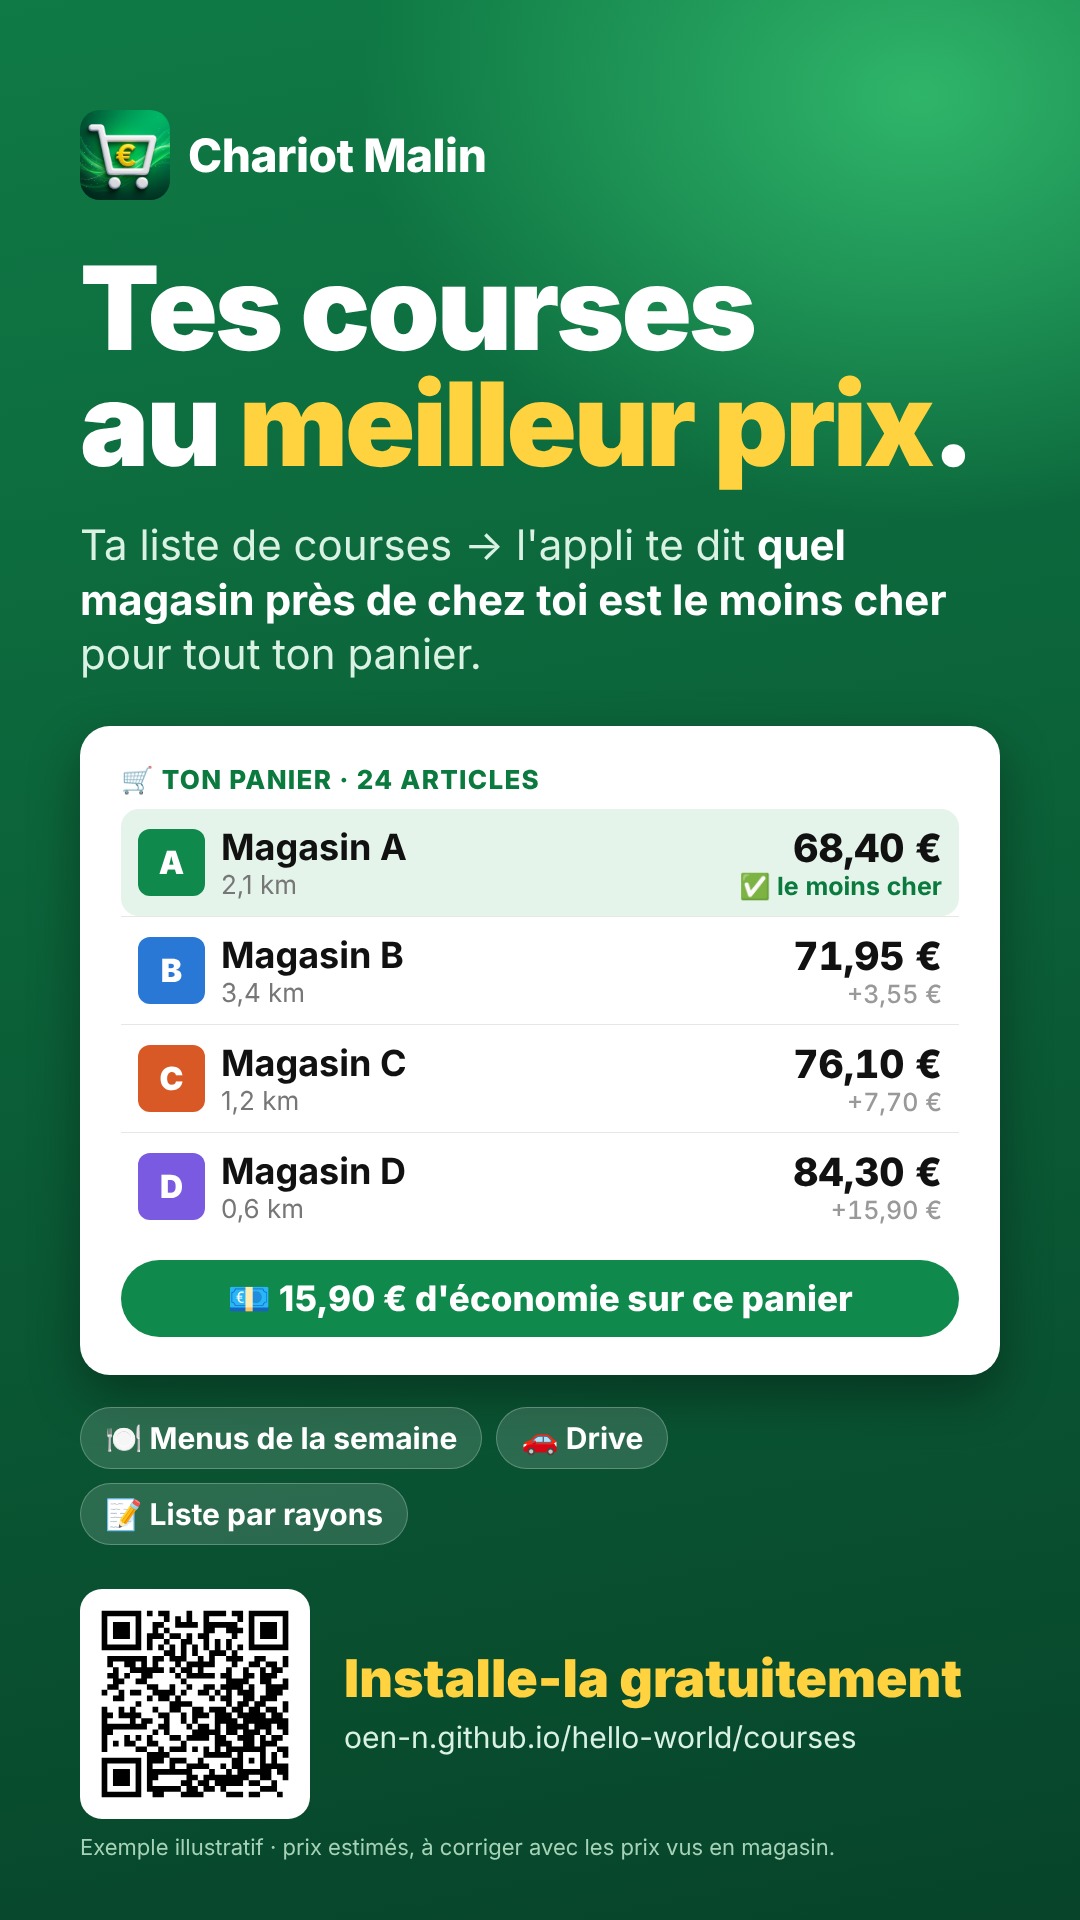 €
Chariot Malin
Tes courses
au meilleur prix.
Ta liste de courses → l'appli te dit quel
magasin près de chez toi est le moins cher
pour tout ton panier.
🛒 TON PANIER · 24 ARTICLES
A
Magasin A
2,1 km
68,40 €
✅ le moins cher
B
Magasin B
3,4 km
71,95 €
+3,55 €
C
Magasin C
1,2 km
76,10 €
+7,70 €
D
Magasin D
0,6 km
84,30 €
+15,90 €
💶 15,90 € d'économie sur ce panier
🍽️ Menus de la semaine
🚗 Drive
📝 Liste par rayons
Installe-la gratuitement
oen-n.github.io/hello-world/courses
Exemple illustratif · prix estimés, à corriger avec les prix vus en magasin.